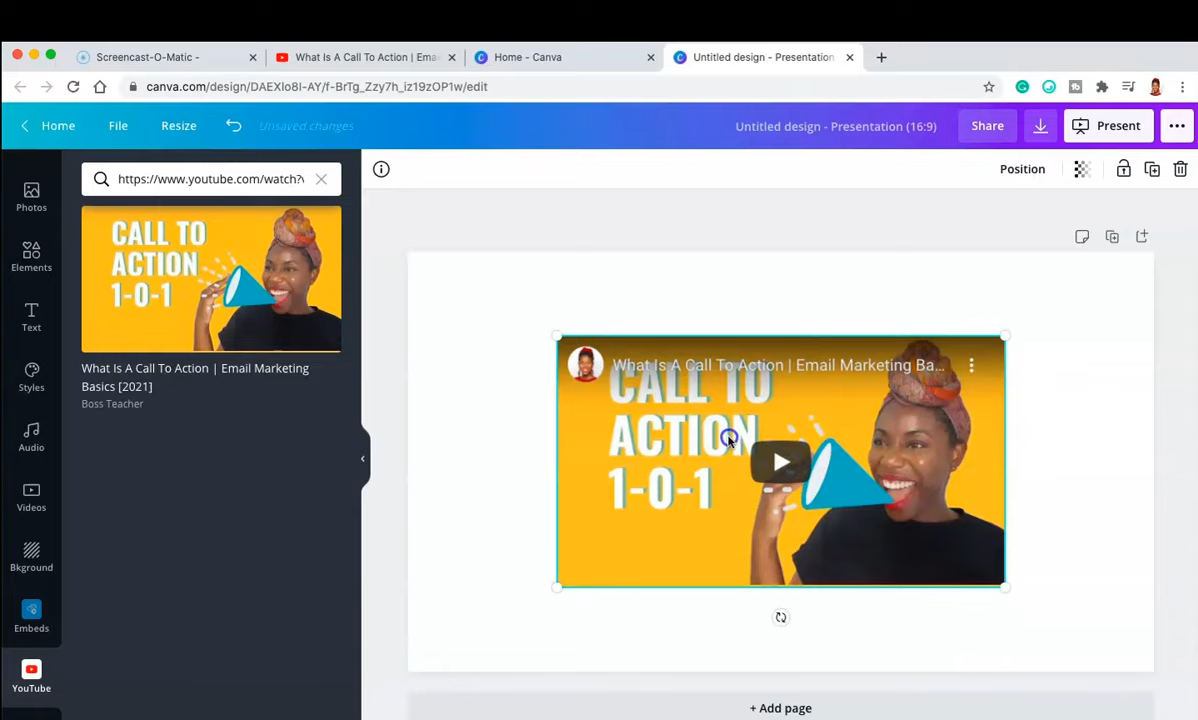 Screencast-O-Matic -
What Is A Call To Action | Ema
Home - Canva
Untitled design - Presentation
canva.com/design/DAEXIo8I-AY/f-BrTg_Zzy7h_iz19zOP1w/edit
Home
File
Resize
Unsaved changes
Untitled design - Presentation (16:9)
Share
Present
Photos
Elements
Text
Styles
Audio
Videos
Bkground
Embeds
YouTube
https://www.youtube.com/watch?v
CALL TO
ACTION
1-0-1
What Is A Call To Action | Email Marketing
Basics [2021]
Boss Teacher
Position
What Is A Call To Action | Email Marketing Ba...
CALL TO
ACTION
1-0-1
+ Add page